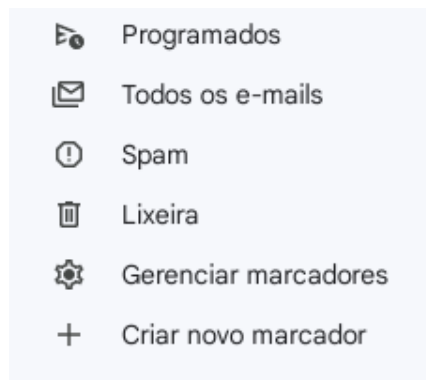 Programados
Todos os e-mails
Spam
Lixeira
Gerenciar marcadores
Criar novo marcador